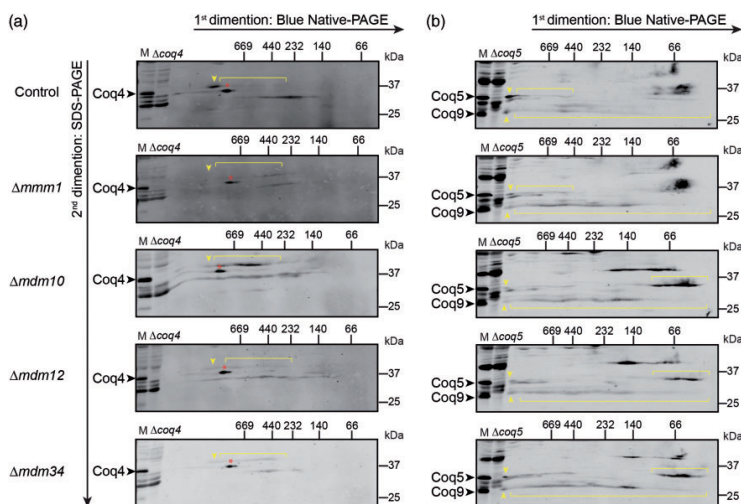 (a)
1st dimention: Blue Native-PAGE
M Δcoq4 669 440 232 140 66 kDa
Control Coq4 37
25
669 440 232 140 66 kDa
Δmmm1 Coq4 37
25
669 440 232 140 66 kDa
Δmdm10 Coq4 37
25
669 440 232 140 66 kDa
Δmdm12 Coq4 37
25
669 440 232 140 66 kDa
Δmdm34 Coq4 37
25
2nd dimention: SDS-PAGE
M Δcoq4
M Δcoq4
M Δcoq4
M Δcoq4
(b)
1st dimention: Blue Native-PAGE
M Δcoq5 669 440 232 140 66 kDa
37
Coq5
Coq9 25
M Δcoq5 669 440 232 140 66 kDa
37
Coq5
Coq9 25
M Δcoq5 669 440 232 140 66 kDa
37
Coq5
Coq9 25
M Δcoq5 669 440 232 140 66 kDa
37
Coq5
Coq9 25
M Δcoq5 669 440 232 140 66 kDa
37
Coq5
Coq9 25